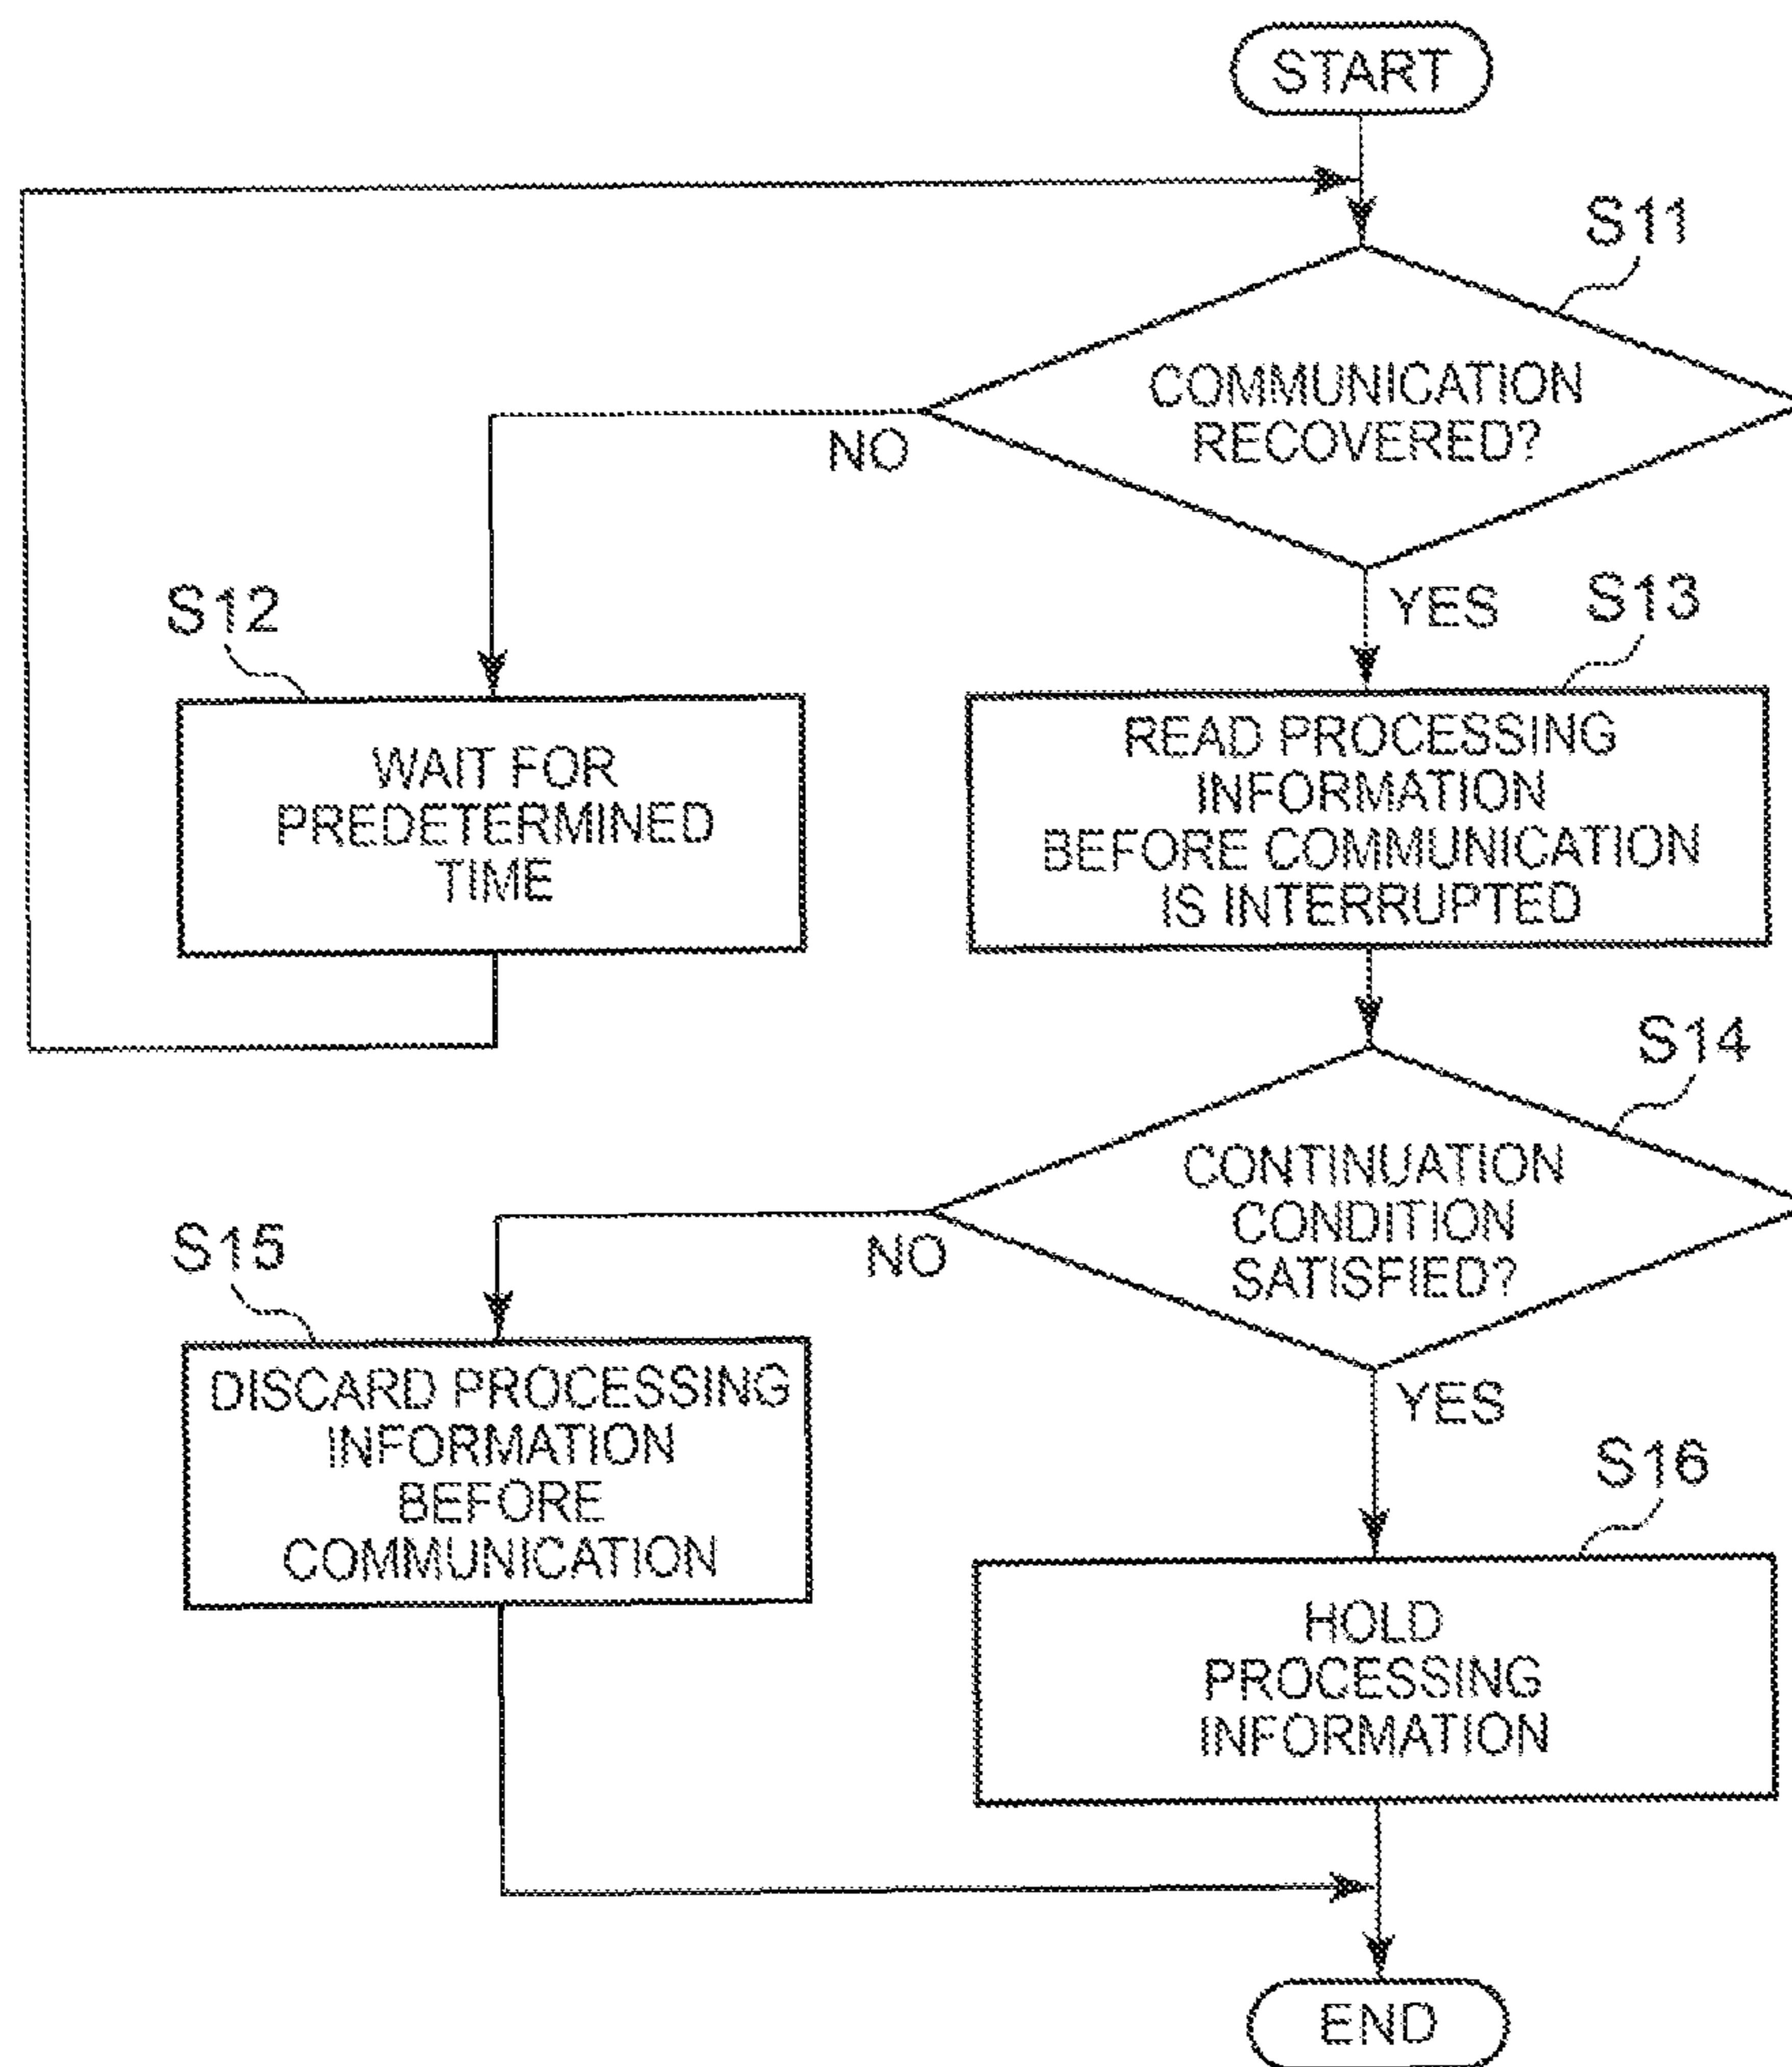 START
S11
COMMUNICATION
RECOVERED?
NO
YES
S12
WAIT FOR
PREDETERMINED
TIME
S13
READ PROCESSING
INFORMATION
BEFORE COMMUNICATION
IS INTERRUPTED
S14
CONTINUATION
CONDITION
SATISFIED?
NO
YES
S15
DISCARD PROCESSING
INFORMATION
BEFORE
COMMUNICATION
S16
HOLD
PROCESSING
INFORMATION
END